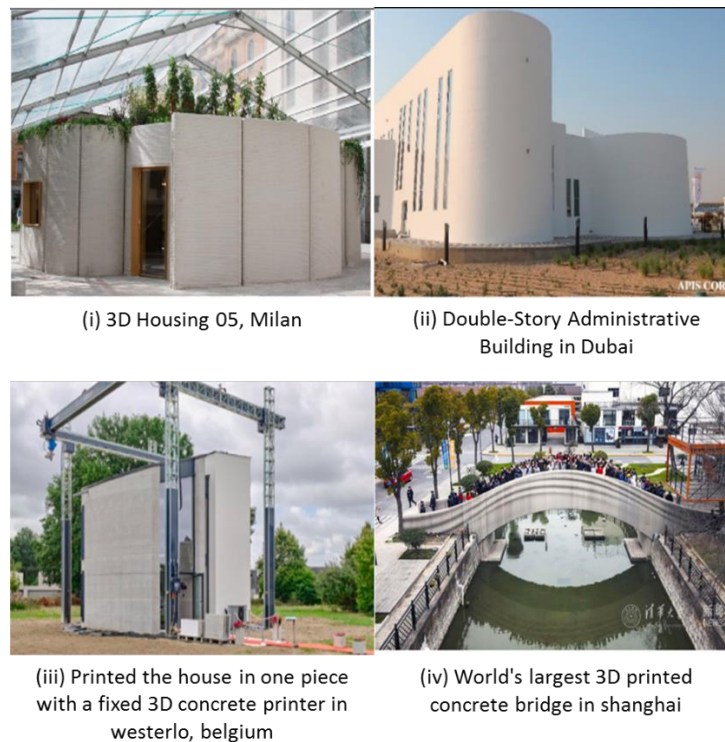 APIS COR
(i) 3D Housing 05, Milan
(ii) Double-Story Administrative
Building in Dubai
(iii) Printed the house in one piece
with a fixed 3D concrete printer in
westerlo, belgium
(iv) World's largest 3D printed
concrete bridge in shanghai